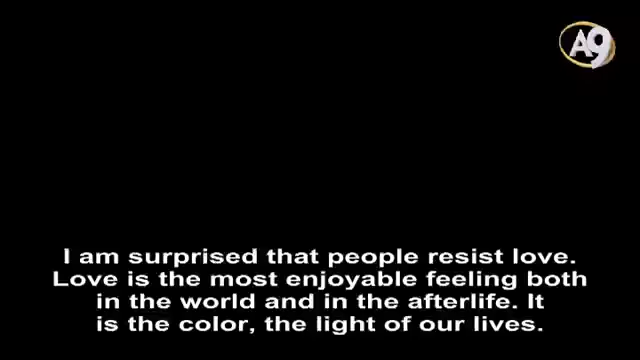 A9
I am surprised that people resist love.
Love is the most enjoyable feeling both
in the world and in the afterlife. It
is the color, the light of our lives.